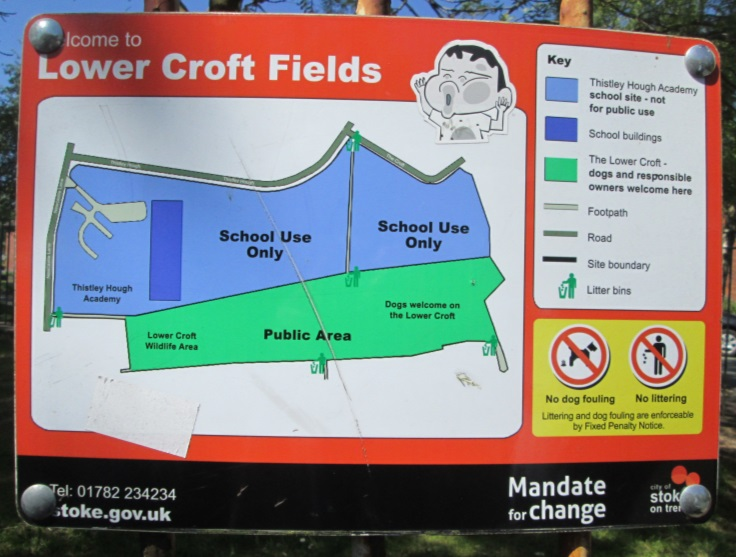 elcome to
Lower Croft Fields
School Use
Only
School Use
Only
Thistley Hough
Academy
Dogs welcome on
the Lower Croft
Public Area
Lower Croft
Wildlife Area
Key
Thistley Hough Academy
school site - not
for public use
School buildings
The Lower Croft -
dogs and responsible
owners welcome here
Footpath
Road
Site boundary
Litter bins
No dog fouling
No littering
Littering and dog fouling are enforceable
by Fixed Penalty Notice.
Tel: 01782 234234
stoke.gov.uk
Mandate
for change
city of
stok
on tre